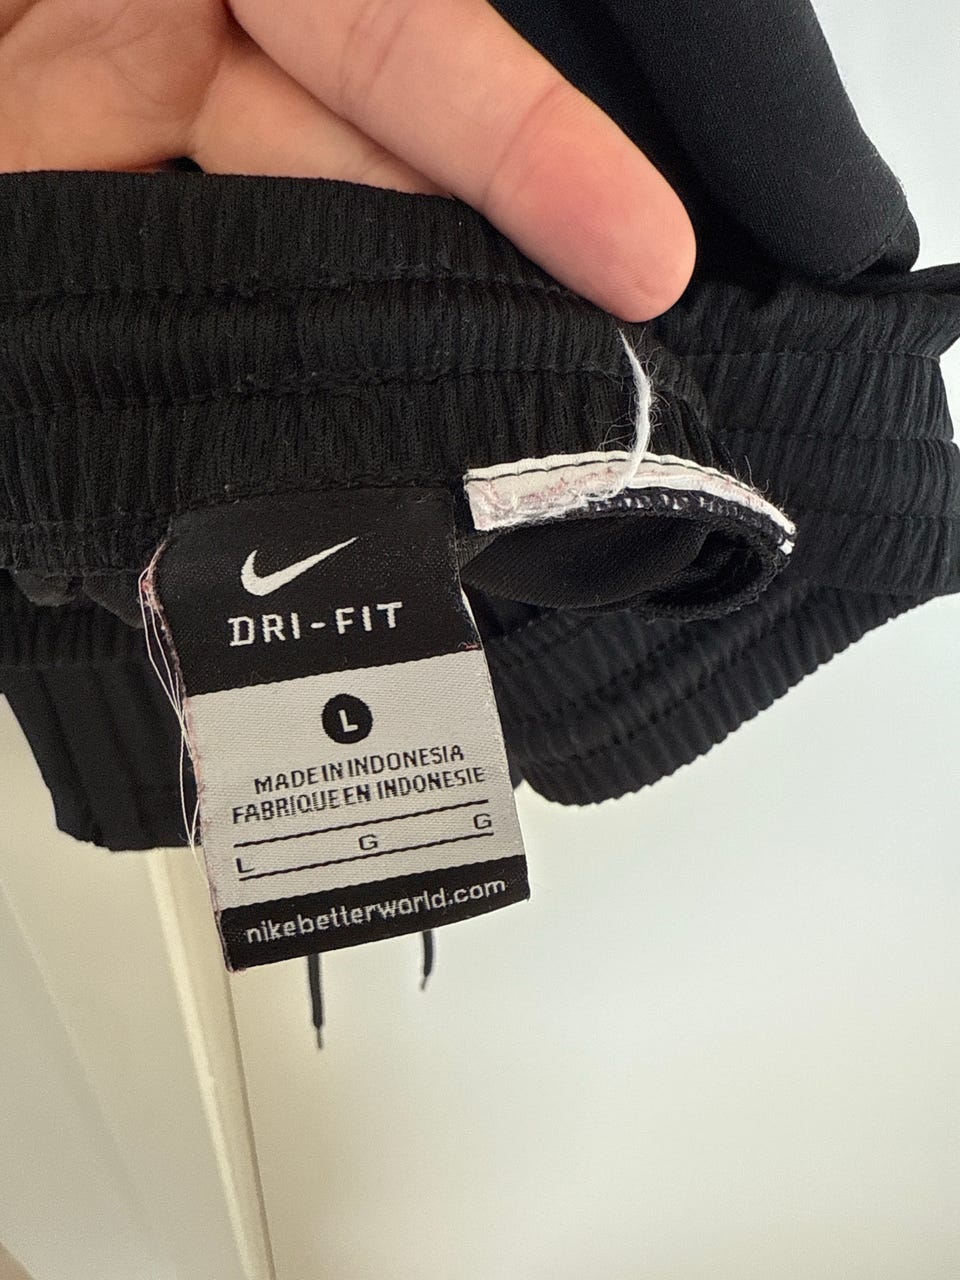 DRI-FIT
L
MADE IN INDONESIA
FABRIQUE EN INDONESIE
L G G
nikebetterworld.com